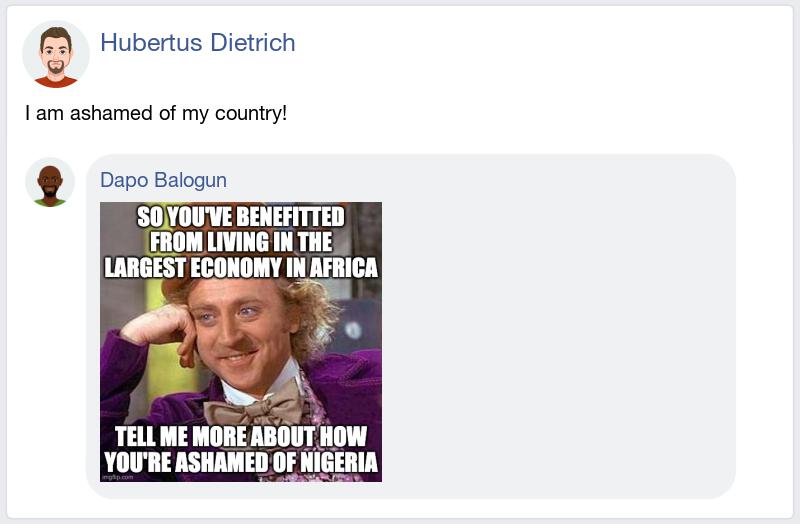 Hubertus Dietrich
I am ashamed of my country!
Dapo Balogun
SO YOU'VE BENEFITTED
FROM LIVING IN THE
LARGEST ECONOMY IN AFRICA
TELL ME MORE ABOUT HOW
YOU'RE ASHAMED OF NIGERIA
imgflip.com